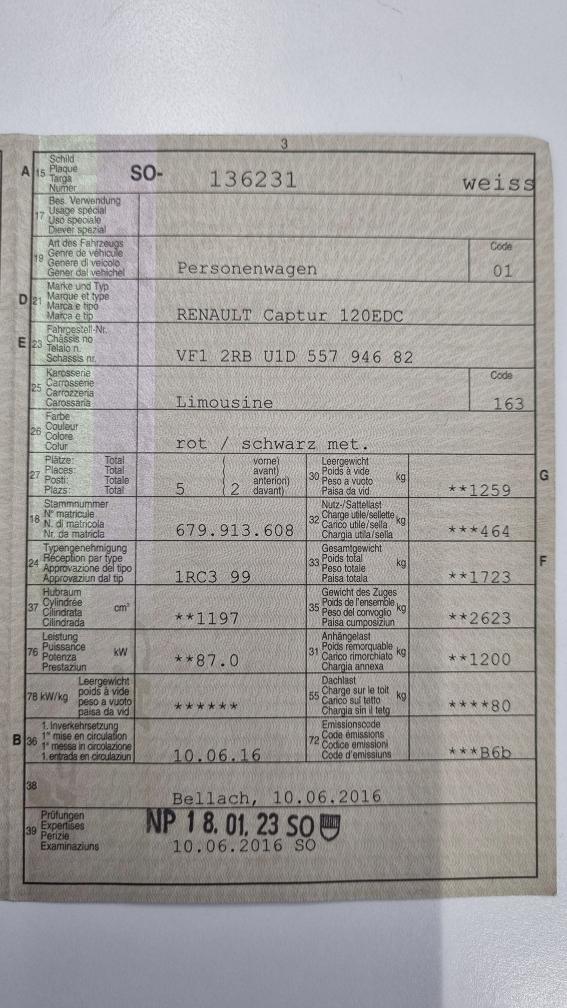 3
A 15 Schild
Plaque
Targa
Numer
SO- 136231 weiss
17 Bes. Verwendung
Usage spécial
Uso speciale
Diever spezial
19 Art des Fahrzeugs
Genre de véhicule
Genere di veicolo
Gener dal vehichel
Personenwagen
Code
01
D 21 Marke und Typ
Marque et type
Marca e tipo
Marca e tip
RENAULT Captur 120EDC
E 23 Fahrgestell-Nr.
Châssis no
Telaio n.
Schassis nr.
VF1 2RB U1D 557 946 82
25 Karosserie
Carrosserie
Carrozzeria
Carossaria
Limousine
Code
163
26 Farbe
Couleur
Colore
Colur
rot / schwarz met.
27 Plätze: Total
Places: Total
Posti: Totale
Plazs: Total
5
( vorne)
avant)
anterion)
( davant)
2
30 Leergewicht
Poids à vide
Peso a vuoto
Paisa da vid
kg
**1259
G
18 Stammnummer
N° matricule
N. di matricola
Nr. da matricla
679.913.608
32 Nutz-/Sattellast
Charge utile/sellette
Carico utile/sella
Chargia utila/sella
kg
***464
24 Typengenehmigung
Réception par type
Approvazione del tipo
Approvaziun dal tip
1RC3 99
33 Gesamtgewicht
Poids total
Peso totale
Paisa totala
kg
**1723
F
37 Hubraum
Cylindrée
Cilindrata
Cilindrada
cm³
**1197
35 Gewicht des Zuges
Poids de l'ensemble
Peso del convoglio
Paisa cumposiziun
kg
**2623
76 Leistung
Puissance
Potenza
Prestaziun
kW
**87.0
31 Anhängelast
Poids remorquable
Carico rimorchiato
Chargia annexa
kg
**1200
78 kW/kg Leergewicht
poids à vide
peso a vuoto
paisa da vid
******
55 Dachlast
Charge sur le toit
Carico sul tetto
Chargia sin il tetg
kg
****80
B 36 1. Inverkehrsetzung
1re mise en circulation
1a messa in circolazione
1. entrada en circulaziun
10.06.16
72 Emissionscode
Code émissions
Codice emissioni
Code d'emissiuns
***B6b
38
Bellach, 10.06.2016
39 Prüfungen
Expertises
Perizie
Examinaziuns
NP 18.01.23 SO
10.06.2016 SO